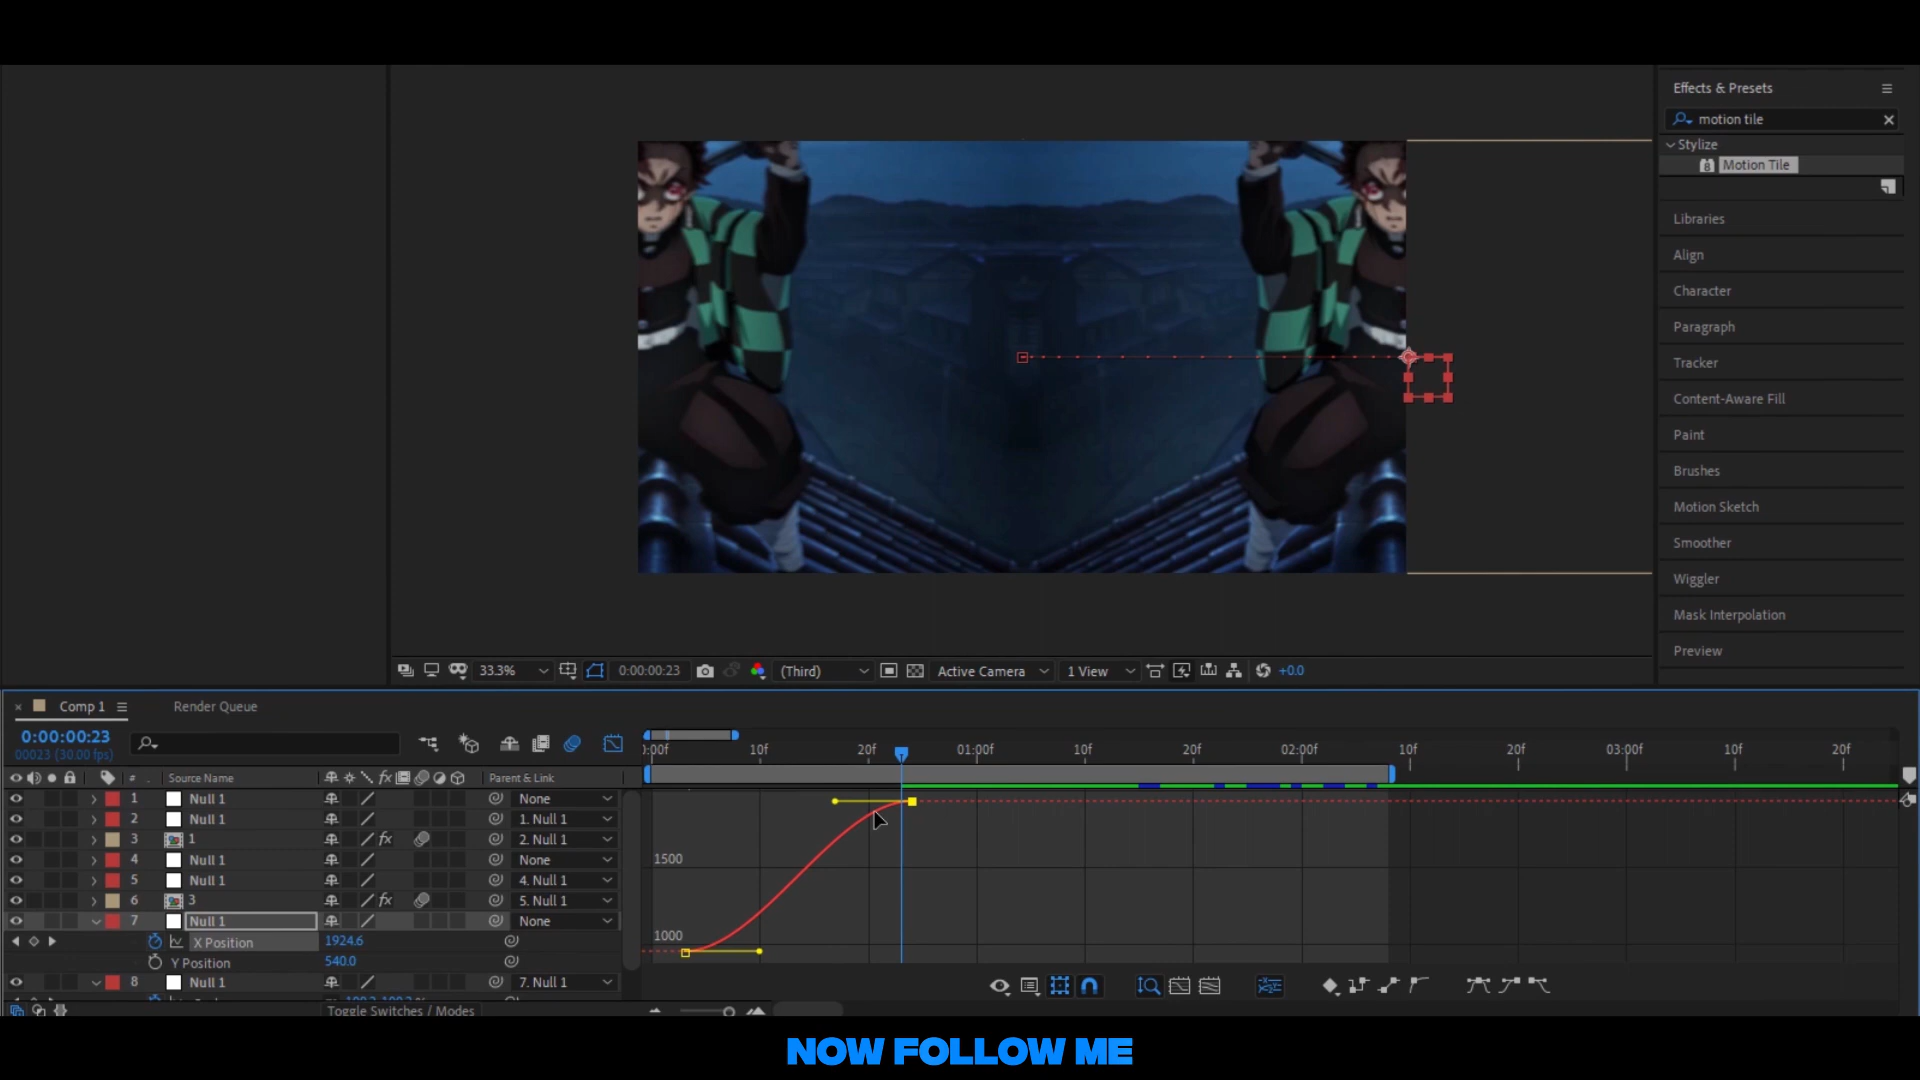 Effects & Presets
motion tile
Stylize
Motion Tile
Libraries
Align
Character
Paragraph
Tracker
Content-Aware Fill
Paint
Brushes
Motion Sketch
Smoother
Wiggler
Mask Interpolation
Preview
33.3%
0:00:00:23
(Third)
Active Camera
1 View
+0.0
Comp 1
Render Queue
0:00:00:23
00023 (30.00 fps)
):00f 10f 20f 01:00f 10f 20f 02:00f 10f 20f 03:00f 10f 20f
# Source Name fx Parent & Link
1 Null 1 None
2 Null 1 1. Null 1
3 1 fx 2. Null 1
4 Null 1 None
5 Null 1 4. Null 1
6 3 fx 5. Null 1
7 Null 1 None
X Position 1924.6
Y Position 540.0
8 Null 1 7. Null 1
Toggle Switches / Modes
1500
1000
NOW FOLLOW ME